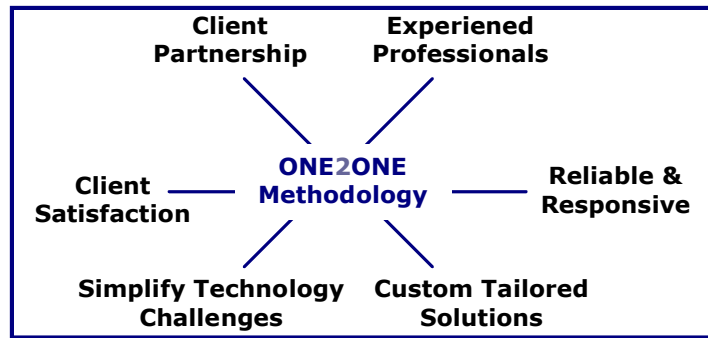 Client
Partnership
Experiened
Professionals
ONE2ONE
Methodology
Client
Satisfaction
Reliable &
Responsive
Simplify Technology
Challenges
Custom Tailored
Solutions